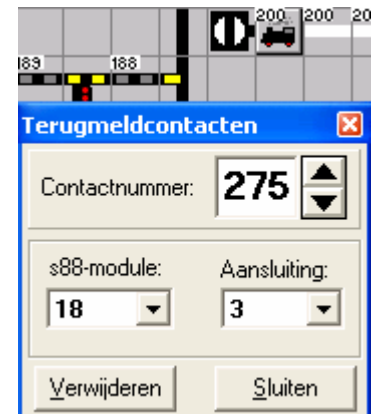 200 200 20
189 188
Terugmeldcontacten
Contactnummer: 275
s88-module: Aansluiting:
18 3
Verwijderen Sluiten